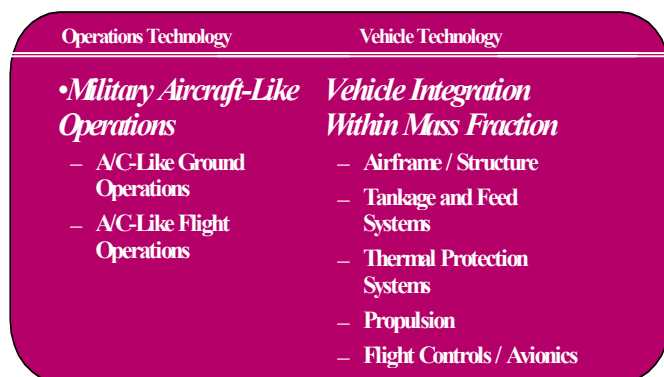 Operations Technology
•Military Aircraft-Like
Operations
– A/C-Like Ground
Operations
– A/C-Like Flight
Operations
Vehicle Technology
Vehicle Integration
Within Mass Fraction
– Airframe / Structure
– Tankage and Feed
Systems
– Thermal Protection
Systems
– Propulsion
– Flight Controls / Avionics